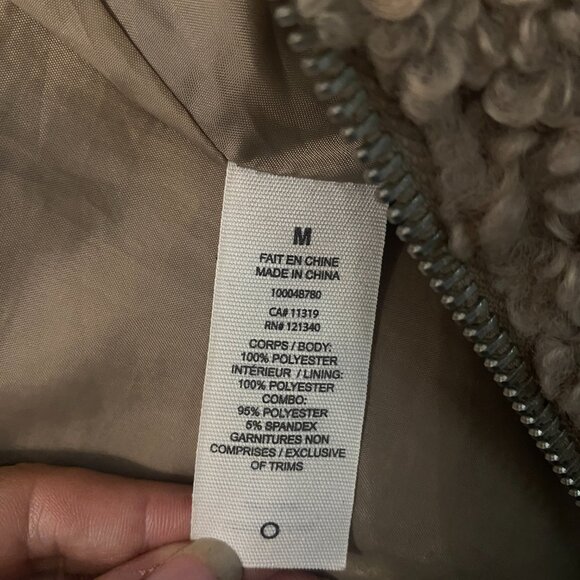 M
FAIT EN CHINE
MADE IN CHINA
100048780
CA# 11319
RN# 121340
CORPS / BODY:
100% POLYESTER
INTÉRIEUR / LINING:
100% POLYESTER
COMBO:
95% POLYESTER
5% SPANDEX
GARNITURES NON
COMPRISES / EXCLUSIVE
OF TRIMS